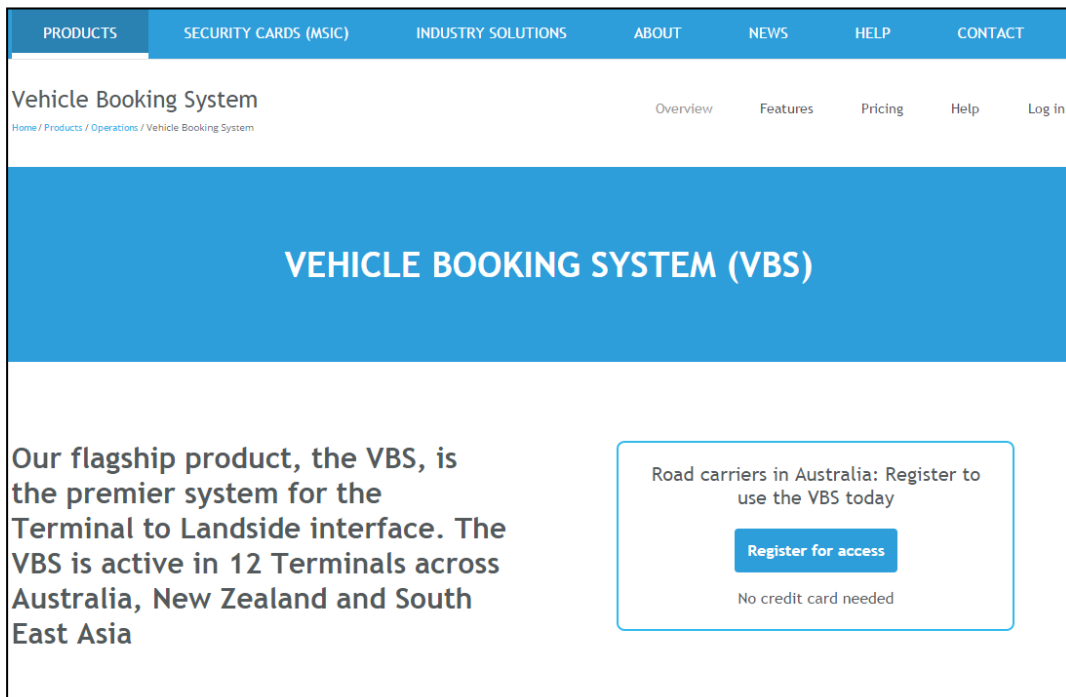 PRODUCTS SECURITY CARDS (MSIC) INDUSTRY SOLUTIONS ABOUT NEWS HELP CONTACT
Vehicle Booking System
Overview Features Pricing Help Log in
Home / Products / Operations / Vehicle Booking System
VEHICLE BOOKING SYSTEM (VBS)
Our flagship product, the VBS, is
the premier system for the
Terminal to Landside interface. The
VBS is active in 12 Terminals across
Australia, New Zealand and South
East Asia
Road carriers in Australia: Register to
use the VBS today
Register for access
No credit card needed